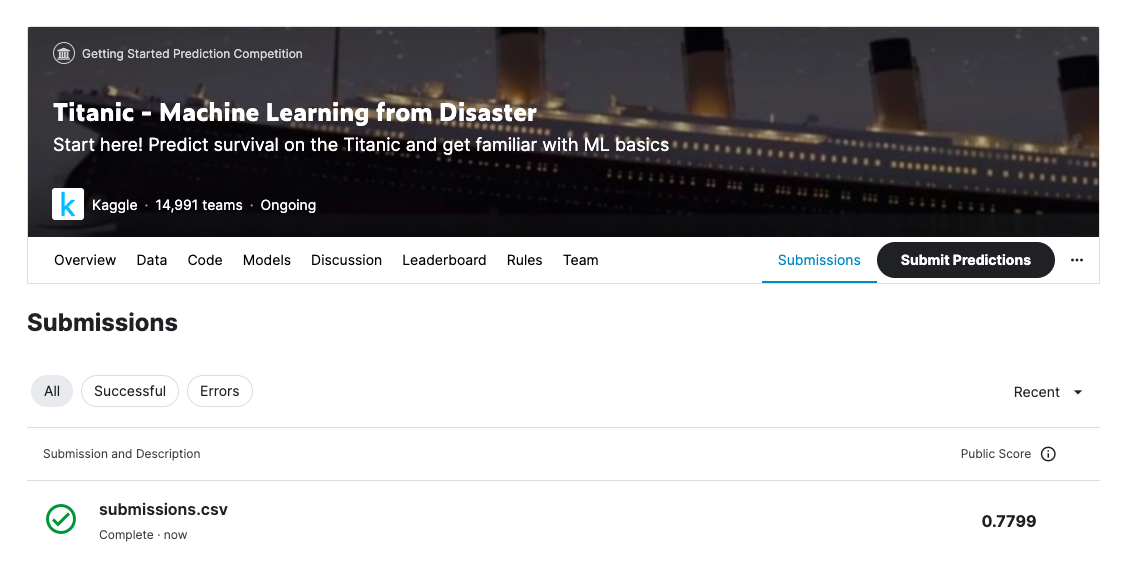 Getting Started Prediction Competition
Titanic - Machine Learning from Disaster
Start here! Predict survival on the Titanic and get familiar with ML basics
k Kaggle · 14,991 teams · Ongoing
Overview Data Code Models Discussion Leaderboard Rules Team Submissions Submit Predictions ...
Submissions
All Successful Errors Recent
Submission and Description Public Score
submissions.csv
Complete · now
0.7799